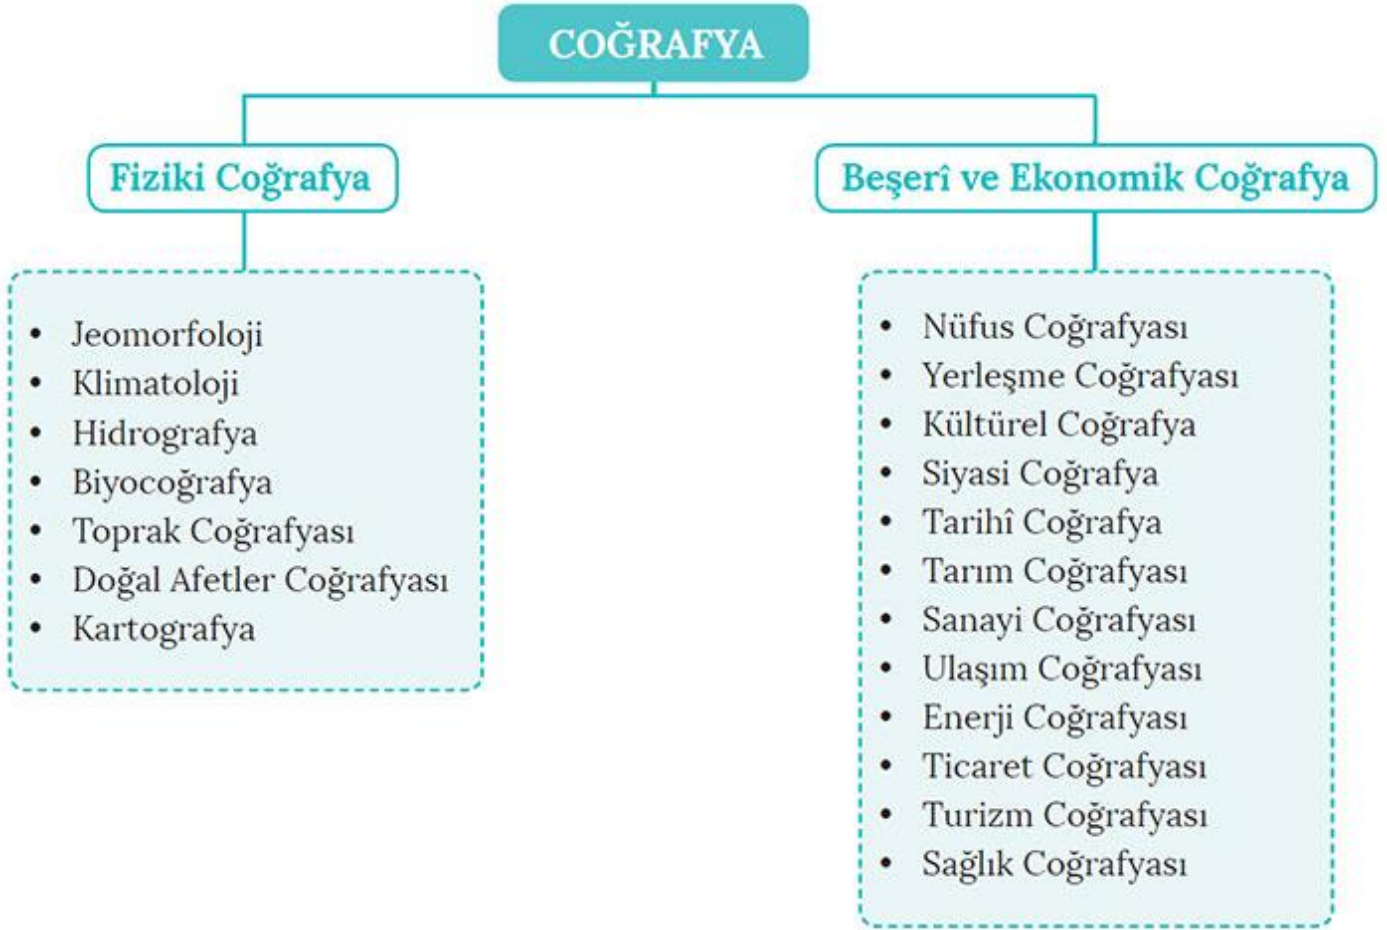 COĞRAFYA
Fiziki Coğrafya
• Jeomorfoloji
• Klimatoloji
• Hidrografya
• Biyocoğrafya
• Toprak Coğrafyası
• Doğal Afetler Coğrafyası
• Kartografya
Beşerî ve Ekonomik Coğrafya
• Nüfus Coğrafyası
• Yerleşme Coğrafyası
• Kültürel Coğrafya
• Siyasi Coğrafya
• Tarihî Coğrafya
• Tarım Coğrafyası
• Sanayi Coğrafyası
• Ulaşım Coğrafyası
• Enerji Coğrafyası
• Ticaret Coğrafyası
• Turizm Coğrafyası
• Sağlık Coğrafyası